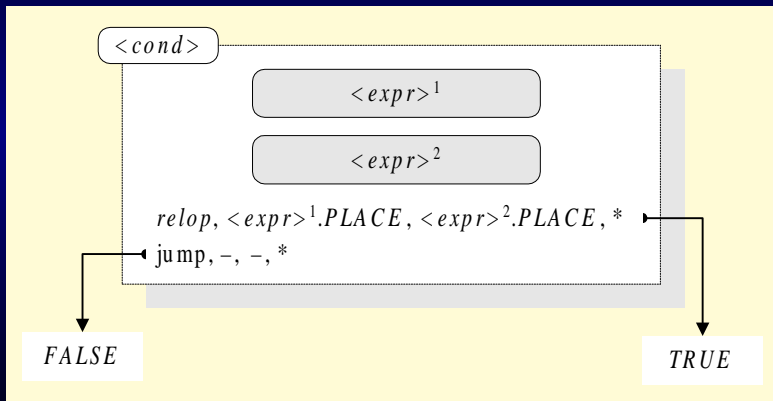 <cond>
<expr>¹
<expr>²
relop, <expr>¹.PLACE, <expr>².PLACE, *
jump, –, –, *
FALSE
TRUE